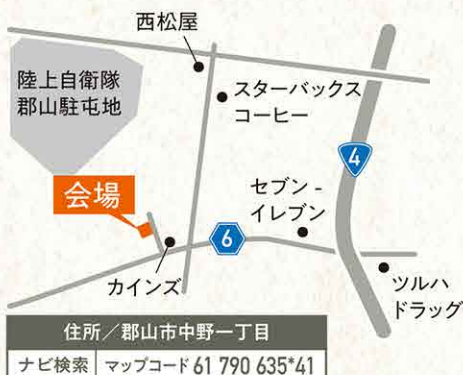 西松屋
陸上自衛隊
郡山駐屯地
スターバックス
コーヒー
4
会場
セブン-
イレブン
6
カインズ
ツルハ
ドラッグ
住所／郡山市中野一丁目
ナビ検索 マップコード 61 790 635*41